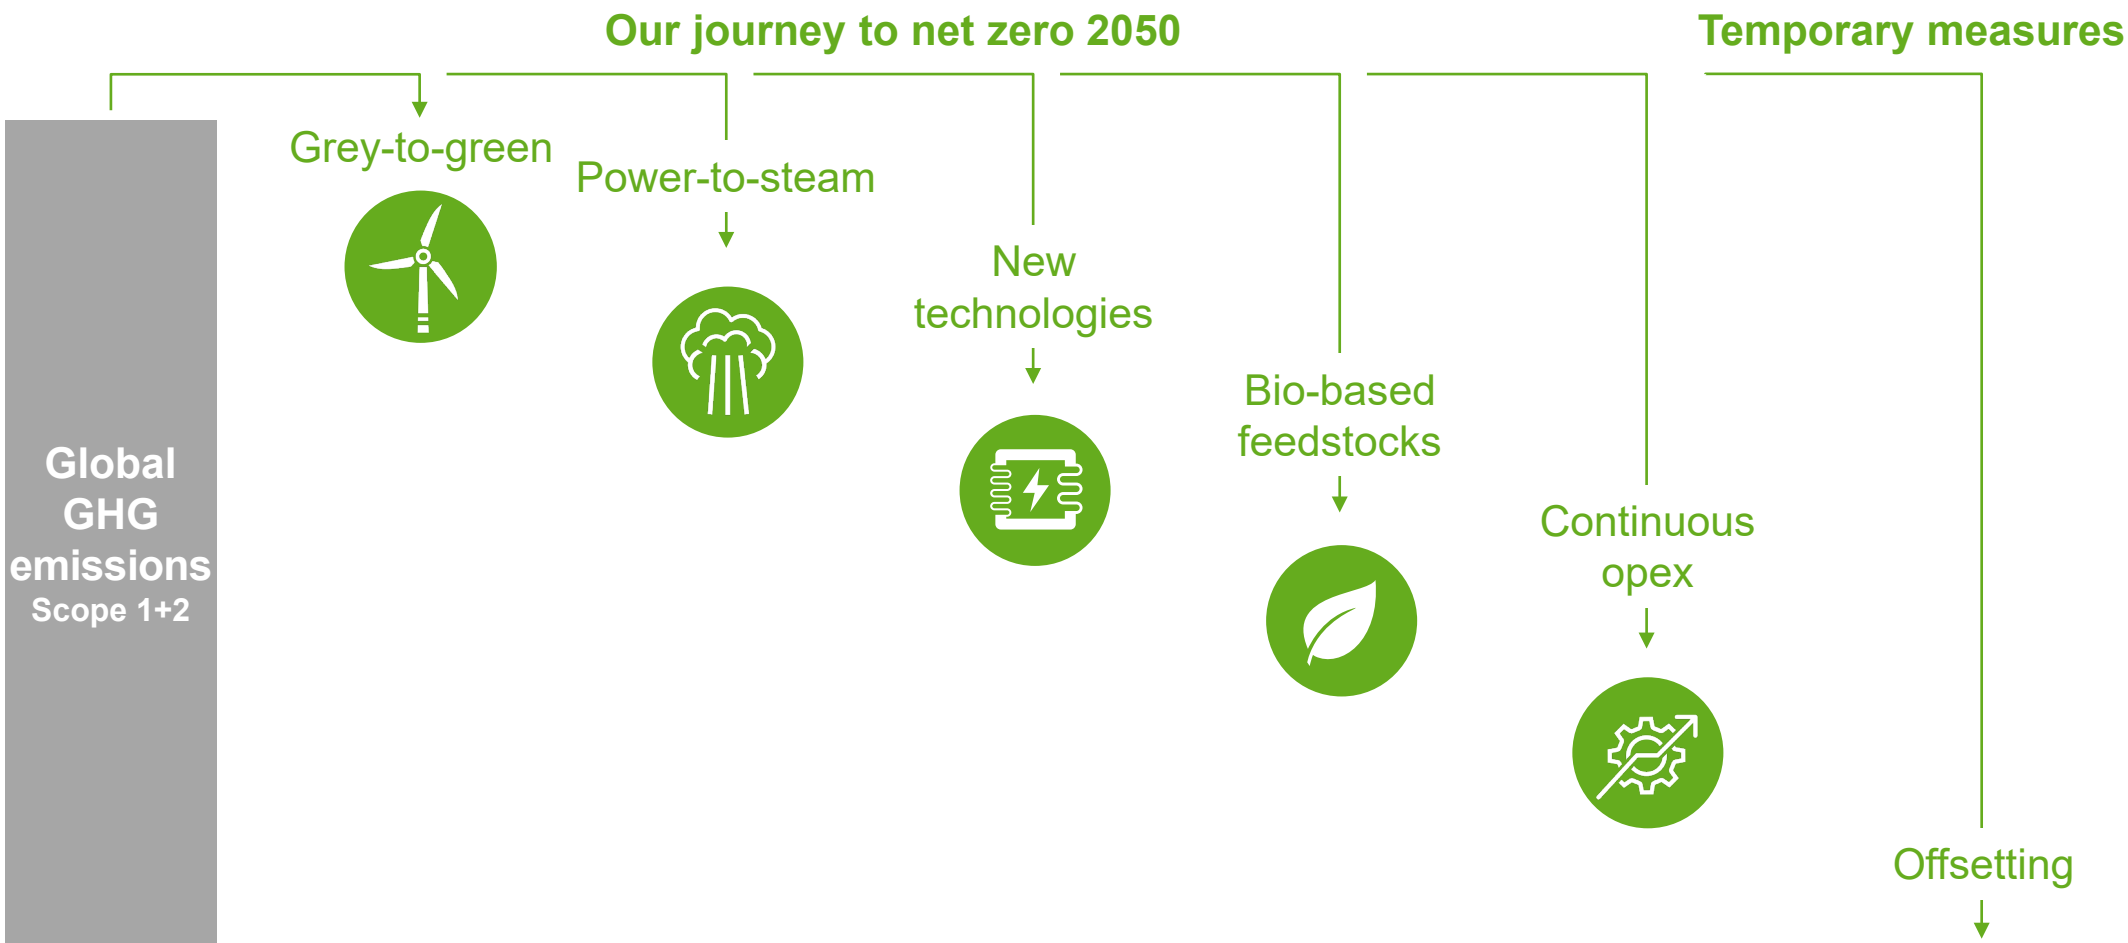 Our journey to net zero 2050
Temporary measures
Global
GHG
emissions
Scope 1+2
Grey-to-green
Power-to-steam
New
technologies
Bio-based
feedstocks
Continuous
opex
Offsetting